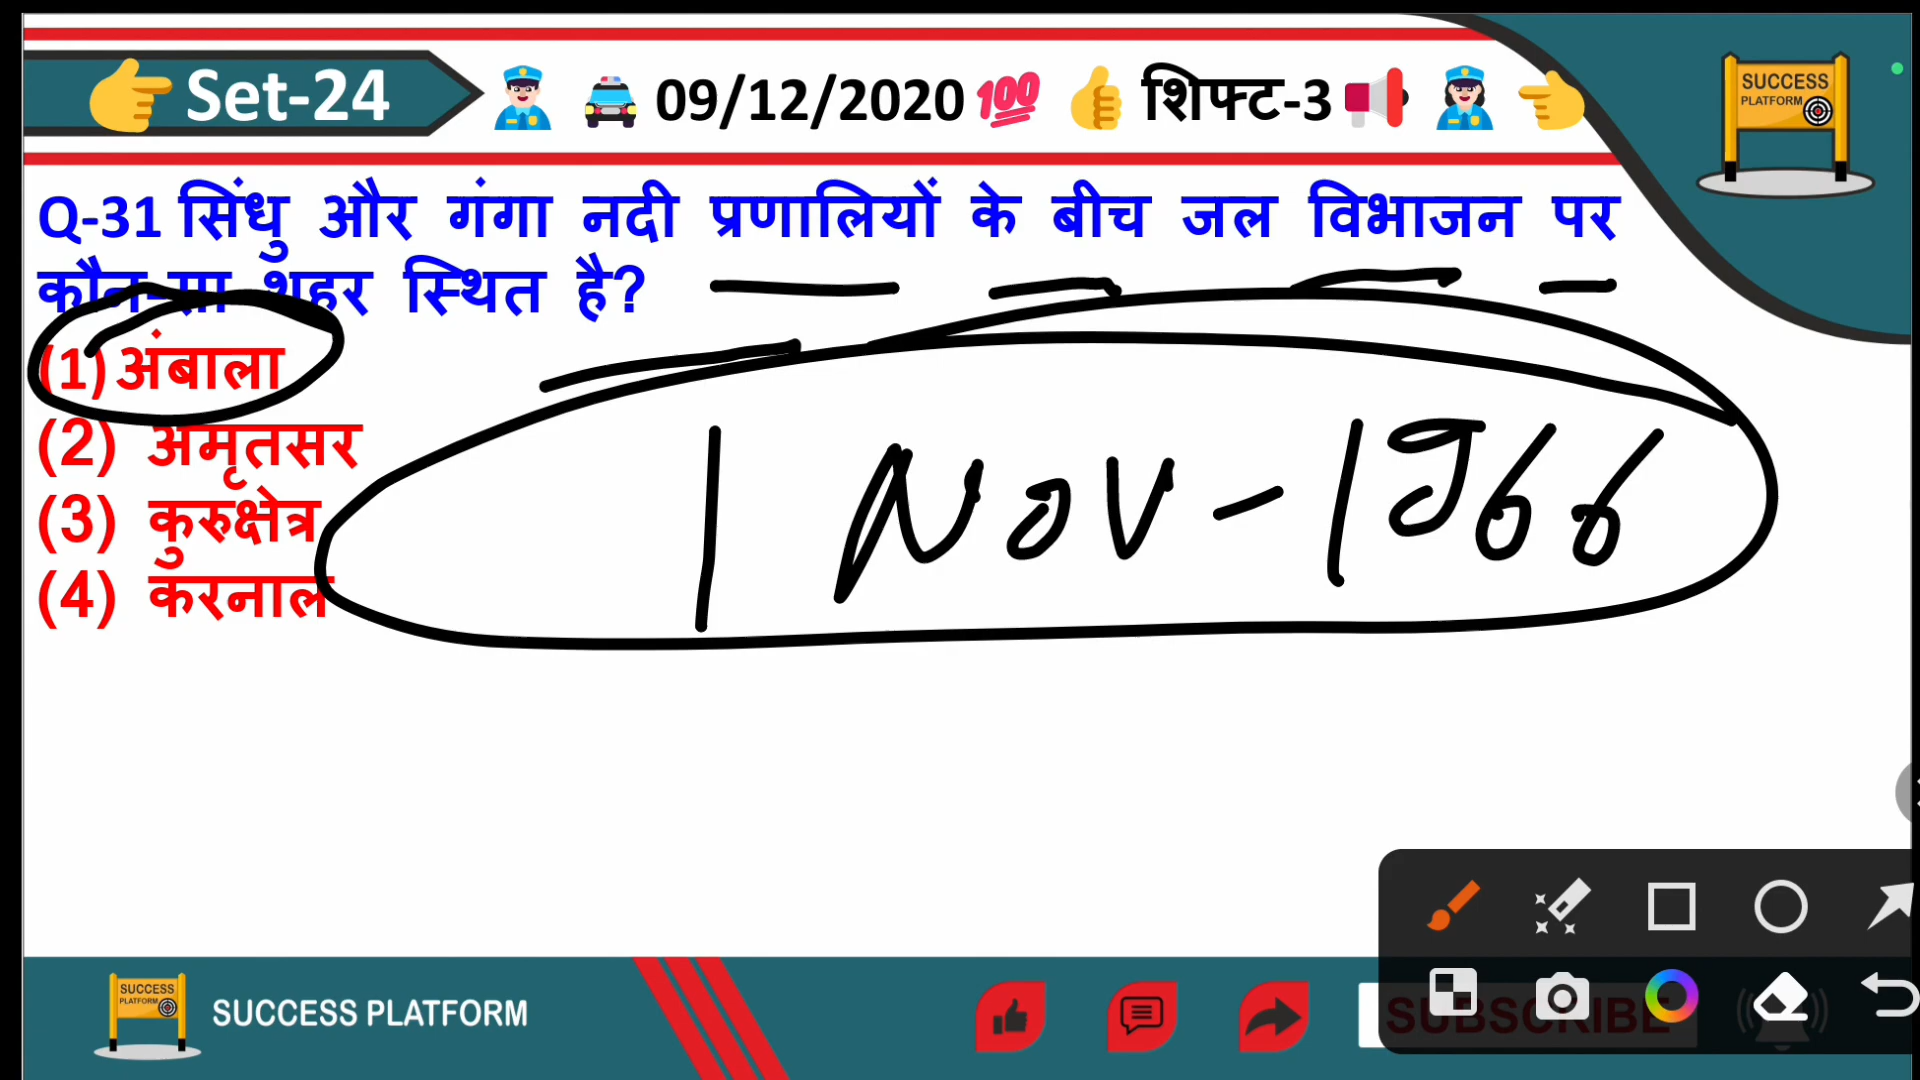 Set-24
09/12/2020 💯 👍 शिफ्ट-3
SUCCESS
PLATFORM
Q-31 सिंधु और गंगा नदी प्रणालियों के बीच जल विभाजन पर
कौन-सा शहर स्थित है?
(1) अंबाला
(2) अमृतसर
(3) कुरुक्षेत्र
(4) करनाल
1 Nov - 1966
SUCCESS
PLATFORM
SUCCESS PLATFORM
SUBSCRIBE